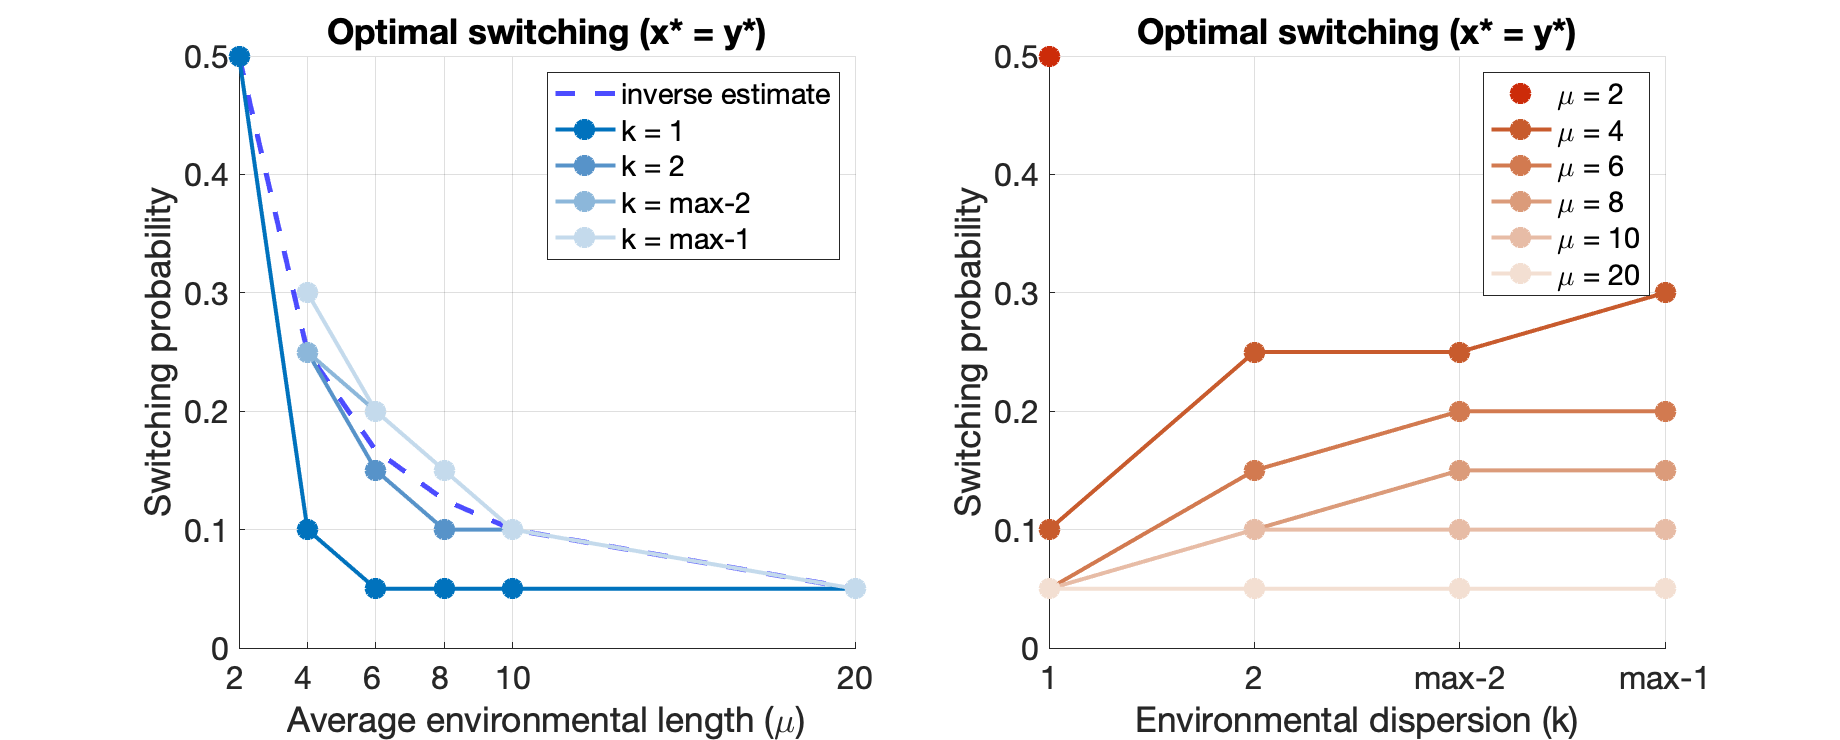 Optimal switching (x* = y*)
0.5
0.4
0.3
0.2
0.1
0
Switching probability
inverse estimate
k = 1
k = 2
k = max-2
k = max-1
2 4 6 8 10 20
Average environmental length (μ)
Optimal switching (x* = y*)
0.5
0.4
0.3
0.2
0.1
0
Switching probability
μ = 2
μ = 4
μ = 6
μ = 8
μ = 10
μ = 20
1 2 max-2 max-1
Environmental dispersion (k)